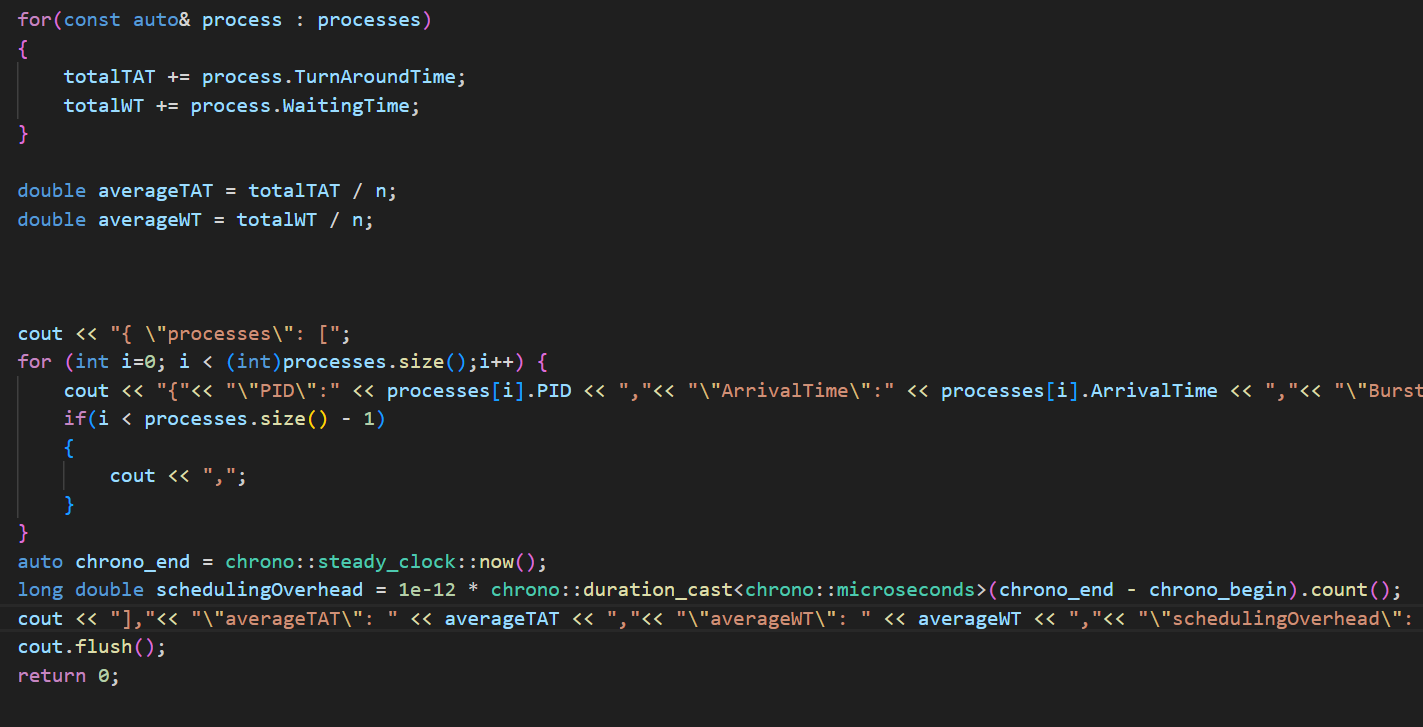 for(const auto& process : processes)
{
    totalTAT += process.TurnAroundTime;
    totalWT += process.WaitingTime;
}
double averageTAT = totalTAT / n;
double averageWT = totalWT / n;
cout << "{ \"processes\": [";
for (int i=0; i < (int)processes.size();i++) {
    cout << "{"<< "\"PID\":" << processes[i].PID << ","<< "\"ArrivalTime\":" << processes[i].ArrivalTime << ","<< "\"Burst
    if(i < processes.size() - 1)
    {
        cout << ",";
    }
}
auto chrono_end = chrono::steady_clock::now();
long double schedulingOverhead = 1e-12 * chrono::duration_cast<chrono::microseconds>(chrono_end - chrono_begin).count();
cout << "],"<< "\"averageTAT\": " << averageTAT << ","<< "\"averageWT\": " << averageWT << ","<< "\"schedulingOverhead\":
cout.flush();
return 0;